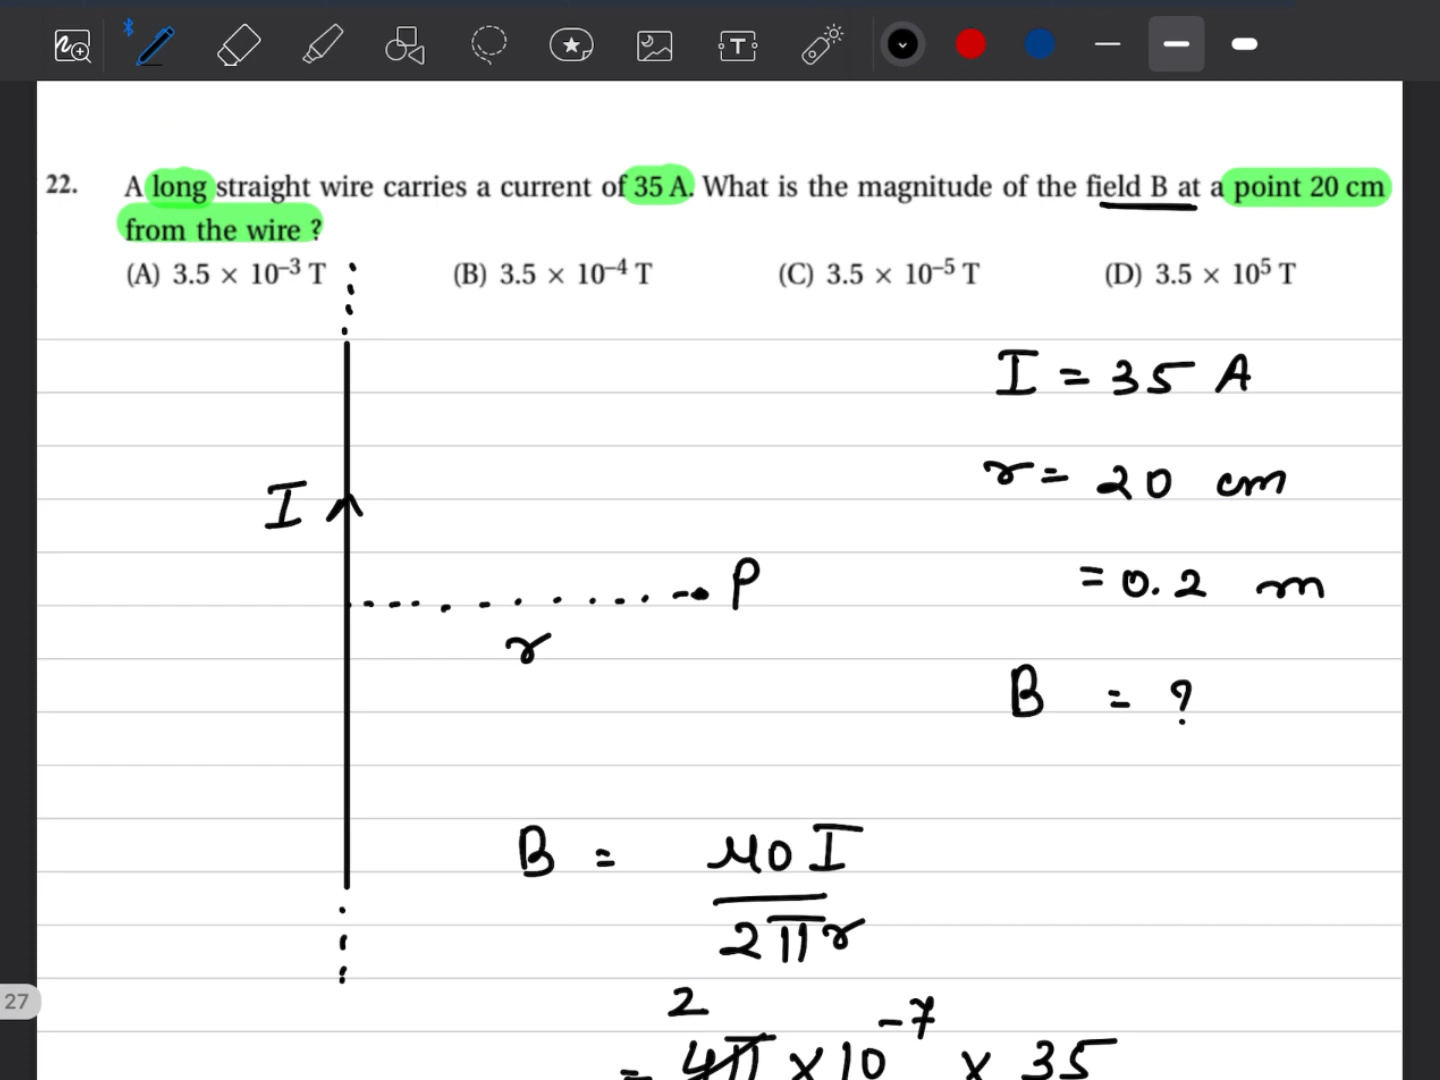 22. A long straight wire carries a current of 35 A. What is the magnitude of the field B at a point 20 cm
from the wire ?
(A) 3.5 × 10⁻³ T (B) 3.5 × 10⁻⁴ T (C) 3.5 × 10⁻⁵ T (D) 3.5 × 10⁵ T
I = 35 A
r = 20 cm
I
= 0.2 m
P
r
B = ?
B = μ0 I
2πr
27
2
= 4π × 10⁻⁷ × 35
T